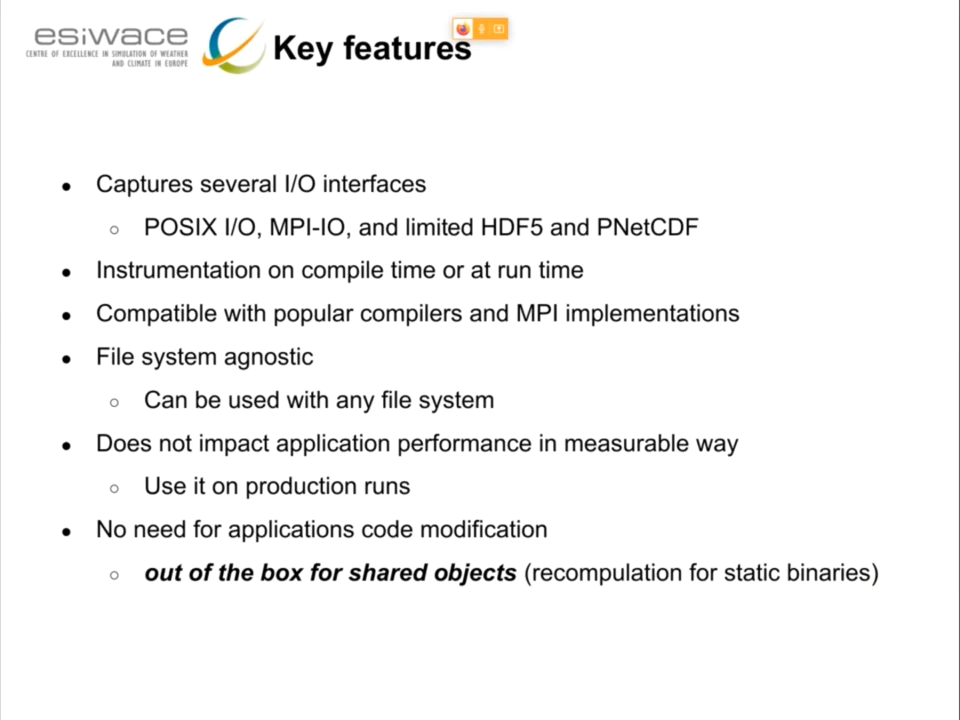 esiwace
CENTRE OF EXCELLENCE IN SIMULATION OF WEATHER
AND CLIMATE IN EUROPE
Key features
● Captures several I/O interfaces
○ POSIX I/O, MPI-IO, and limited HDF5 and PNetCDF
● Instrumentation on compile time or at run time
● Compatible with popular compilers and MPI implementations
● File system agnostic
○ Can be used with any file system
● Does not impact application performance in measurable way
○ Use it on production runs
● No need for applications code modification
○ out of the box for shared objects (recompulation for static binaries)